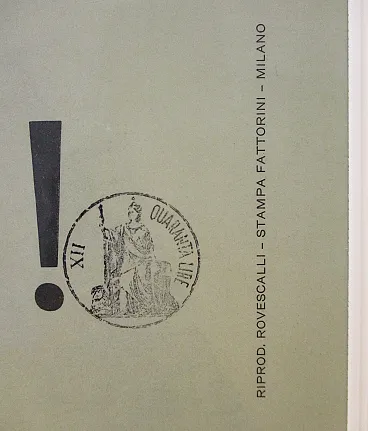 !
XII QUARANTA LIRE
RIPROD. ROVESCALLI – STAMPA FATTORINI – MILANO